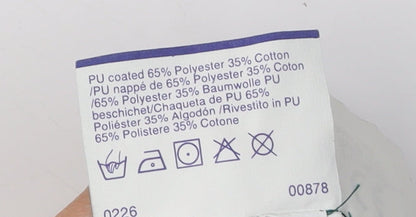 PU coated 65% Polyester 35% Cotton
/PU nappé de 65% Polyester 35% Coton
/65% Polyester 35% Baumwolle PU
beschichet/Chaqueta de PU 65%
Poliéster 35% Algodón /Rivestito in PU
65% Polistere 35% Cotone
0226 00878